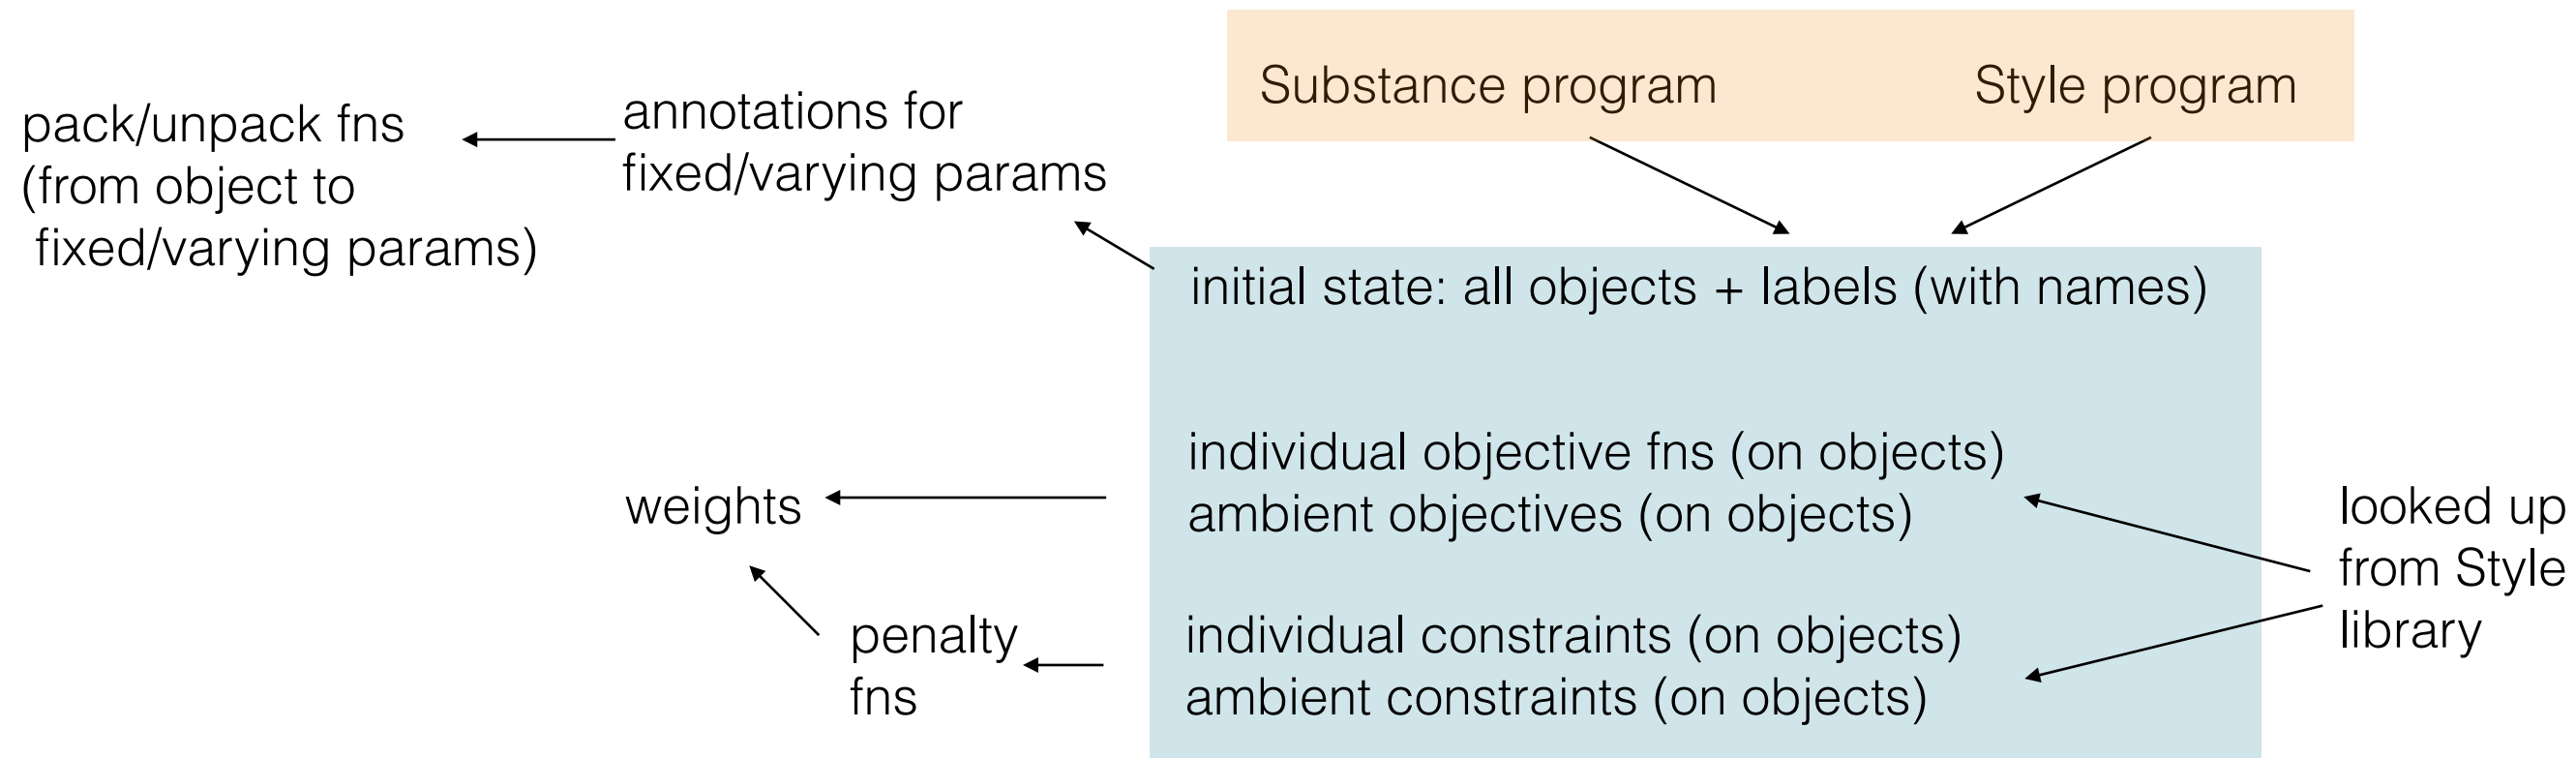 Substance program
Style program
pack/unpack fns
(from object to
fixed/varying params)
annotations for
fixed/varying params
initial state: all objects + labels (with names)
individual objective fns (on objects)
ambient objectives (on objects)
weights
looked up
from Style
library
penalty
fns
individual constraints (on objects)
ambient constraints (on objects)